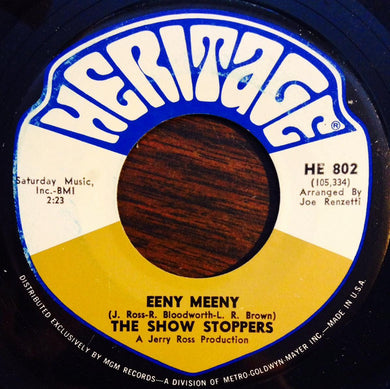 HERITAGE®
HE 802
(105,334)
Arranged By
Joe Renzetti
Saturday Music,
Inc.-BMI
2:23
EENY MEENY
(J. Ross-R. Bloodworth-L. R. Brown)
THE SHOW STOPPERS
A Jerry Ross Production
DISTRIBUTED EXCLUSIVELY BY MGM RECORDS—A DIVISION OF METRO-GOLDWYN-MAYER INC.—MADE IN U.S.A.